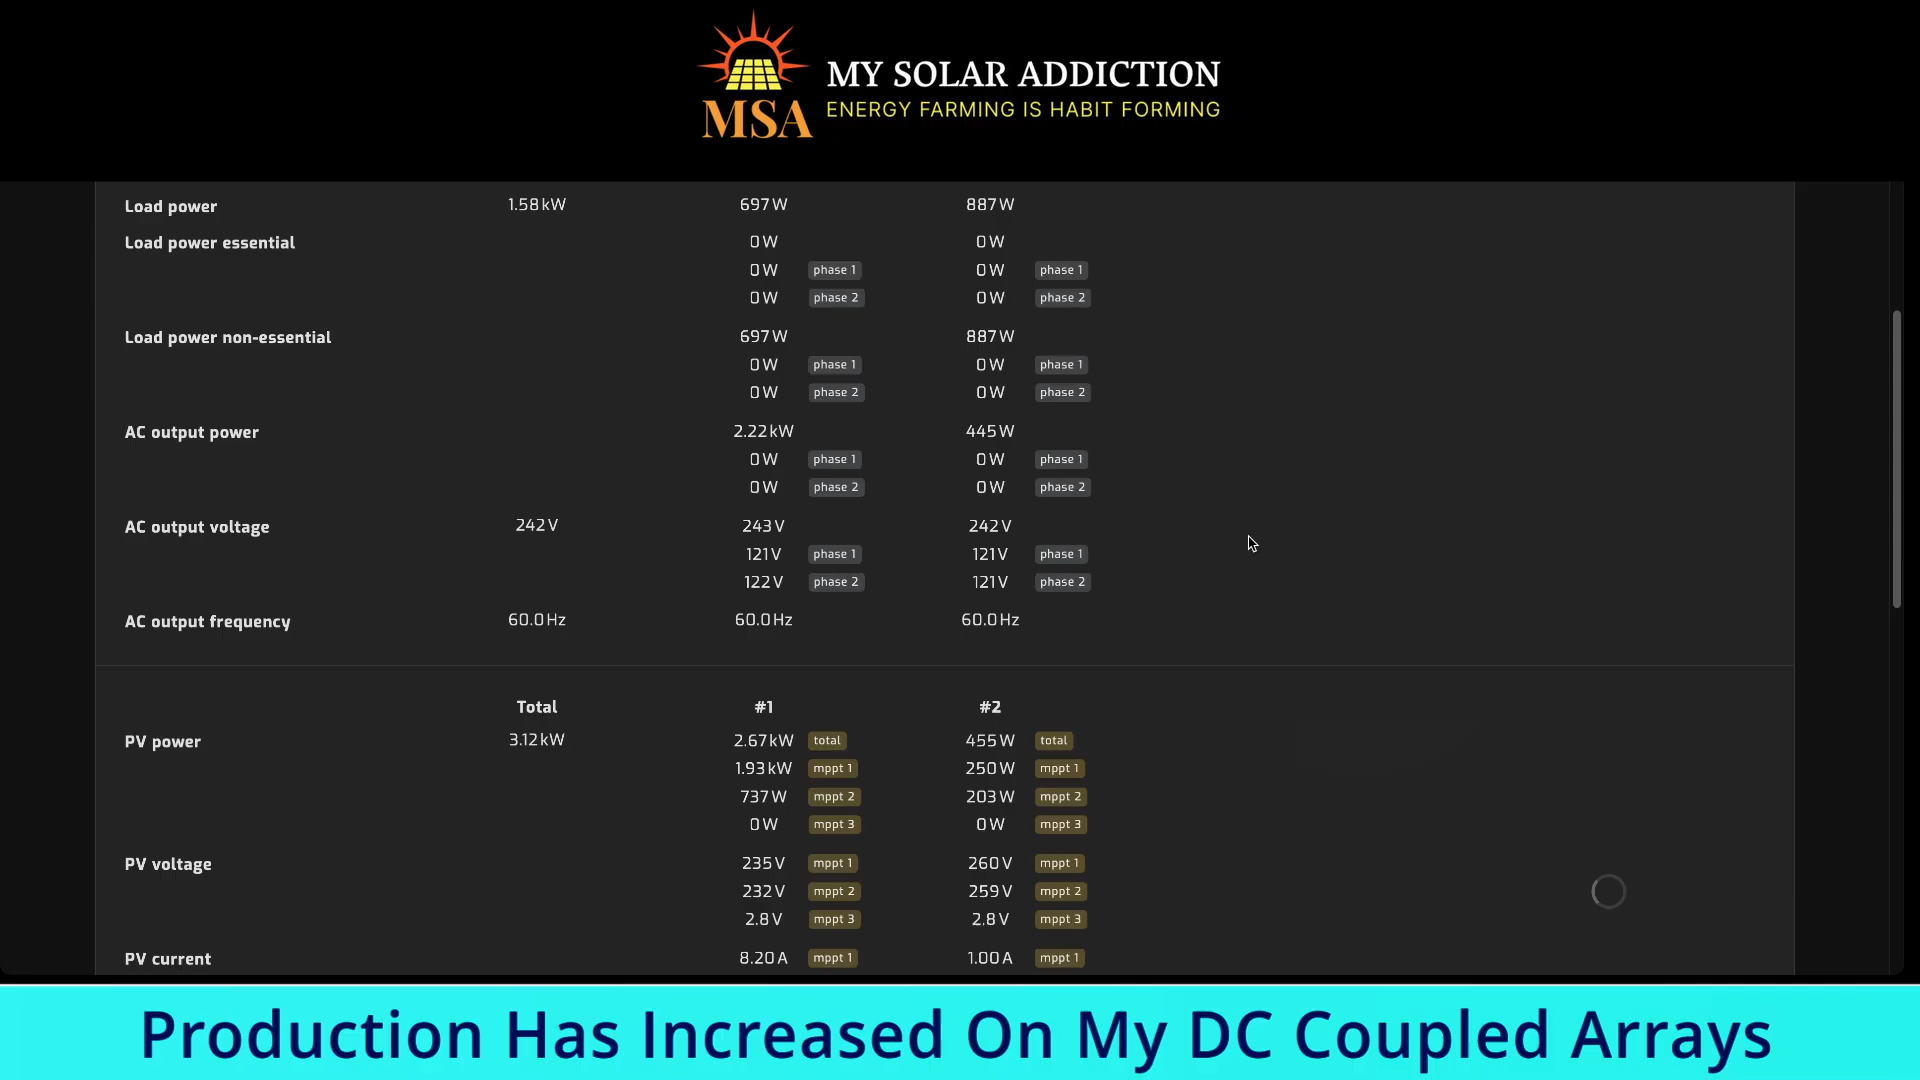 MY SOLAR ADDICTION
MSA
ENERGY FARMING IS HABIT FORMING
Load power 1.58kW 697W 887W
Load power essential 0W 0W
0W phase 1 0W phase 1
0W phase 2 0W phase 2
Load power non-essential 697W 887W
0W phase 1 0W phase 1
0W phase 2 0W phase 2
AC output power 2.22kW 445W
0W phase 1 0W phase 1
0W phase 2 0W phase 2
AC output voltage 242V 243V 242V
121V phase 1 121V phase 1
122V phase 2 121V phase 2
AC output frequency 60.0Hz 60.0Hz 60.0Hz
Total #1 #2
PV power 3.12kW 2.67kW total 455W total
1.93kW mppt 1 250W mppt 1
737W mppt 2 203W mppt 2
0W mppt 3 0W mppt 3
PV voltage 235V mppt 1 260V mppt 1
232V mppt 2 259V mppt 2
2.8V mppt 3 2.8V mppt 3
PV current 8.20A mppt 1 1.00A mppt 1
Production Has Increased On My DC Coupled Arrays